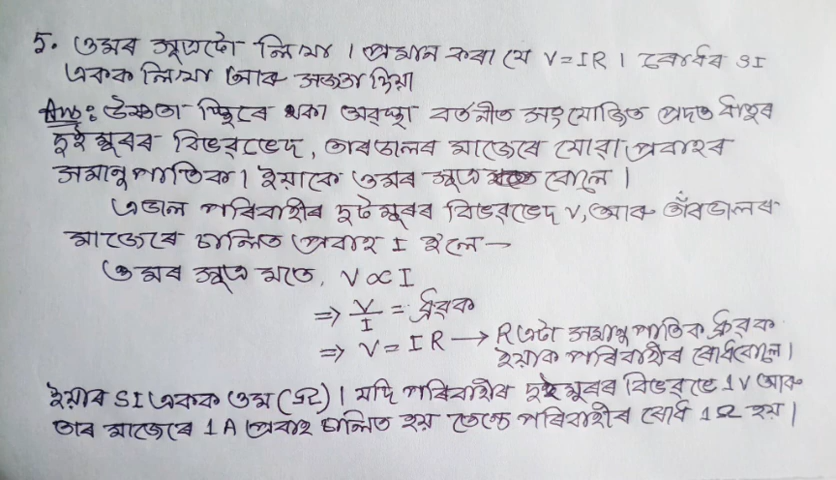 5. ওমৰ সূত্ৰটো লিখা । প্ৰমান কৰা যে V=IR । ৰোধৰ SI
একক লিখা আৰু সংজ্ঞা দিয়া
Ans: উষ্ণতা স্থিৰে থকা অৱস্থা বৰ্তনীত সংযোজিত প্ৰদত্ত ধাতুৰ
দুইমূৰৰ বিভৱভেদ, তাৰডালৰ মাজেৰে যোৱা প্ৰবাহৰ
সমানুপাতিক । ইয়াকে ওমৰ সূত্ৰ বোলে ।
এডাল পৰিবাহীৰ দুটামূৰৰ বিভৱভেদ V, আৰু তাঁৰডালৰ
মাজেৰে চালিত প্ৰবাহ I হ'লে—
ওমৰ সূত্ৰ মতে, V ∝ I
⇒ V/I = ধ্ৰুৱক
⇒ V = IR → R এটা সমানুপাতিক ধ্ৰুৱক
ইয়াক পৰিবাহীৰ ৰোধ বোলে ।
ইয়াৰ SI একক ওম । যদি পৰিবাহীৰ দুইমূৰৰ বিভৱভে 1V আৰু
তাৰ মাজেৰে 1A প্ৰবাহ চালিত হয় তেন্তে পৰিবাহীৰ ৰোধ 1Ω হয় ।